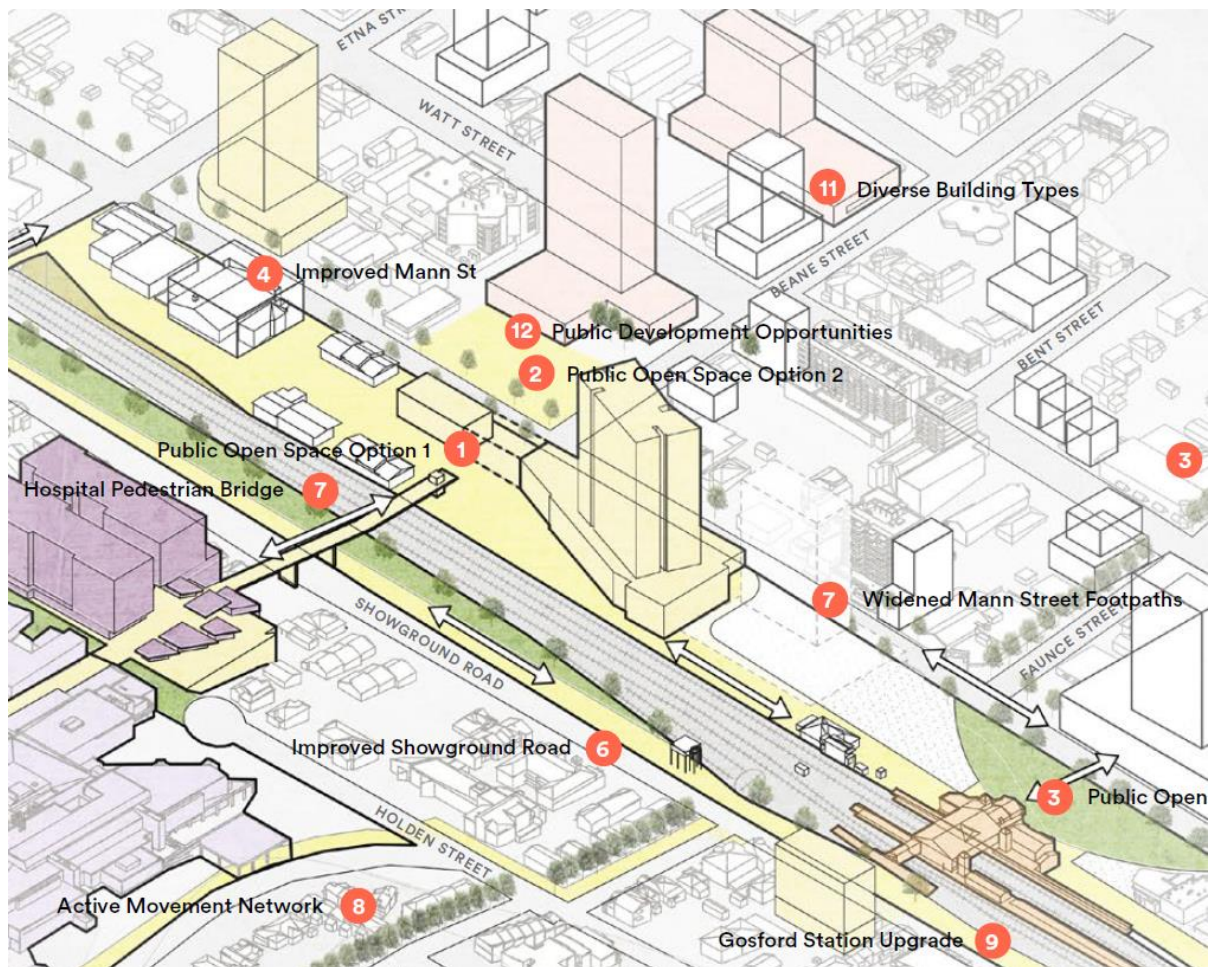 ETNA STR
WATT STREET
11 Diverse Building Types
BEANE STREET
4 Improved Mann St
12 Public Development Opportunities
BENT STREET
2 Public Open Space Option 2
Public Open Space Option 1 1
3
Hospital Pedestrian Bridge 7
7 Widened Mann Street Footpaths
SHOWGROUND ROAD
FAUNCE STREET
Improved Showground Road 6
3 Public Open
HOLDEN STREET
Active Movement Network 8
Gosford Station Upgrade 9